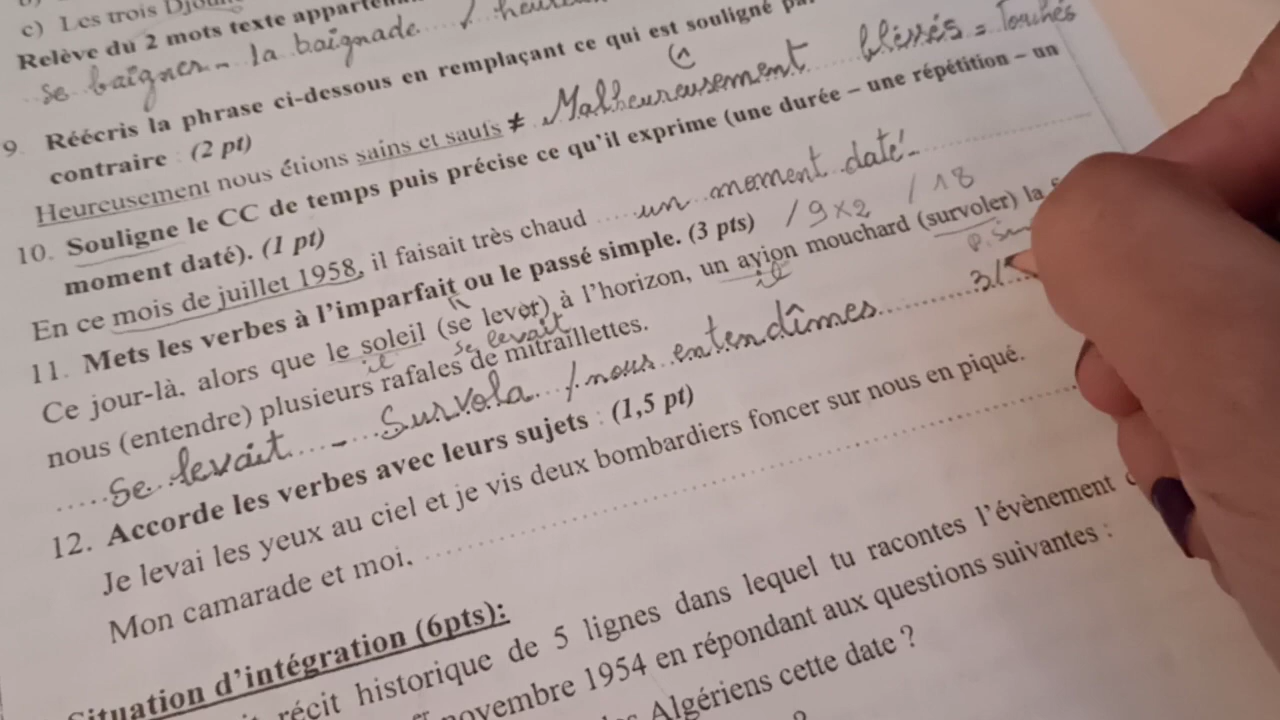 c) Les trois
Relève du 2 mots texte
se baigner - la baignade /
9. Réécris la phrase ci-dessous en remplaçant ce qui est souligné
contraire : (2 pt)
Heureusement nous étions sains et saufs ≠ Malheureusement blessés = Touchés
10. Souligne le CC de temps puis précise ce qu'il exprime (une durée – une répétition – un
moment daté). (1 pt)
En ce mois de juillet 1958, il faisait très chaud ..... un moment daté.
11. Mets les verbes à l'imparfait ou le passé simple. (3 pts) / 9 x 2 / 18
Ce jour-là, alors que le soleil (se lever) à l'horizon, un avion mouchard (survoler) la
il se levait il
nous (entendre) plusieurs rafales de mitraillettes.
Se levait - Survola / nous entendîmes
12. Accorde les verbes avec leurs sujets : (1,5 pt)
Je levai les yeux au ciel et je vis deux bombardiers foncer sur nous en piqué.
Mon camarade et moi,
Situation d'intégration (6pts):
récit historique de 5 lignes dans lequel tu racontes l'évènement
er novembre 1954 en répondant aux questions suivantes :
Algériens cette date ?